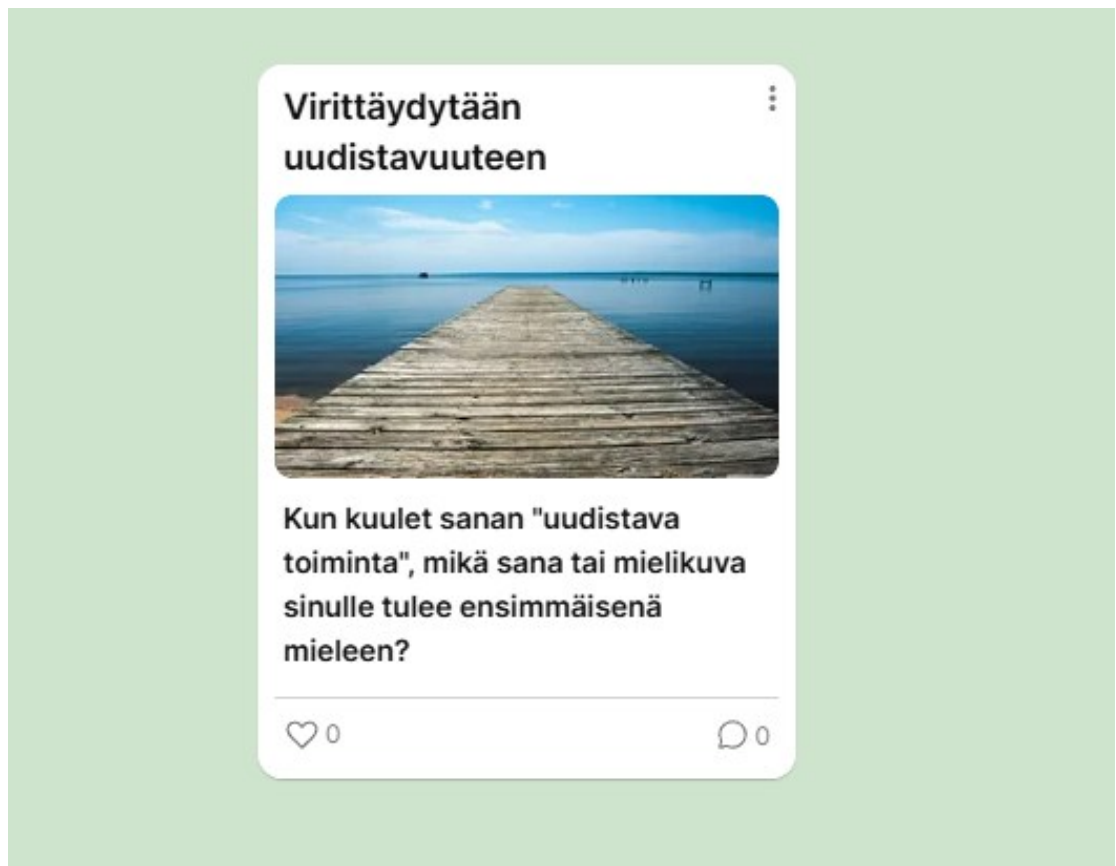 Virittäydytään
uudistavuuteen
Kun kuulet sanan "uudistava
toiminta", mikä sana tai mielikuva
sinulle tulee ensimmäisenä
mieleen?
0
0